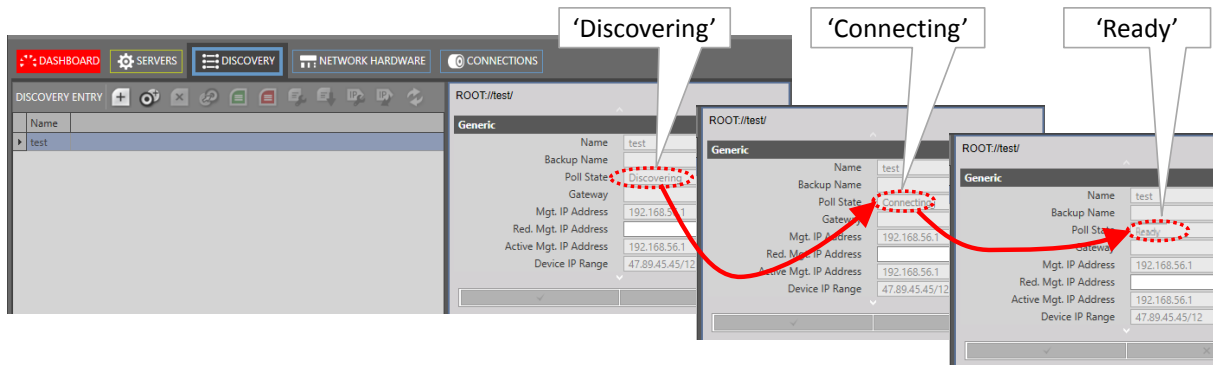 ‘Discovering’
‘Connecting’
‘Ready’
DASHBOARD
SERVERS
DISCOVERY
NETWORK HARDWARE
CONNECTIONS
DISCOVERY ENTRY
Name
test
ROOT://test/
Generic
Name test
Backup Name
Poll State Discovering
Gateway
Mgt. IP Address 192.168.56.1
Red. Mgt. IP Address
Active Mgt. IP Address 192.168.56.1
Device IP Range 47.89.45.45/12
ROOT://test/
Generic
Name test
Backup Name
Poll State Connecting
Gateway
Mgt. IP Address 192.168.56.1
Red. Mgt. IP Address
Active Mgt. IP Address 192.168.56.1
Device IP Range 47.89.45.45/12
ROOT://test/
Generic
Name test
Backup Name
Poll State Ready
Gateway
Mgt. IP Address 192.168.56.1
Red. Mgt. IP Address
Active Mgt. IP Address 192.168.56.1
Device IP Range 47.89.45.45/12